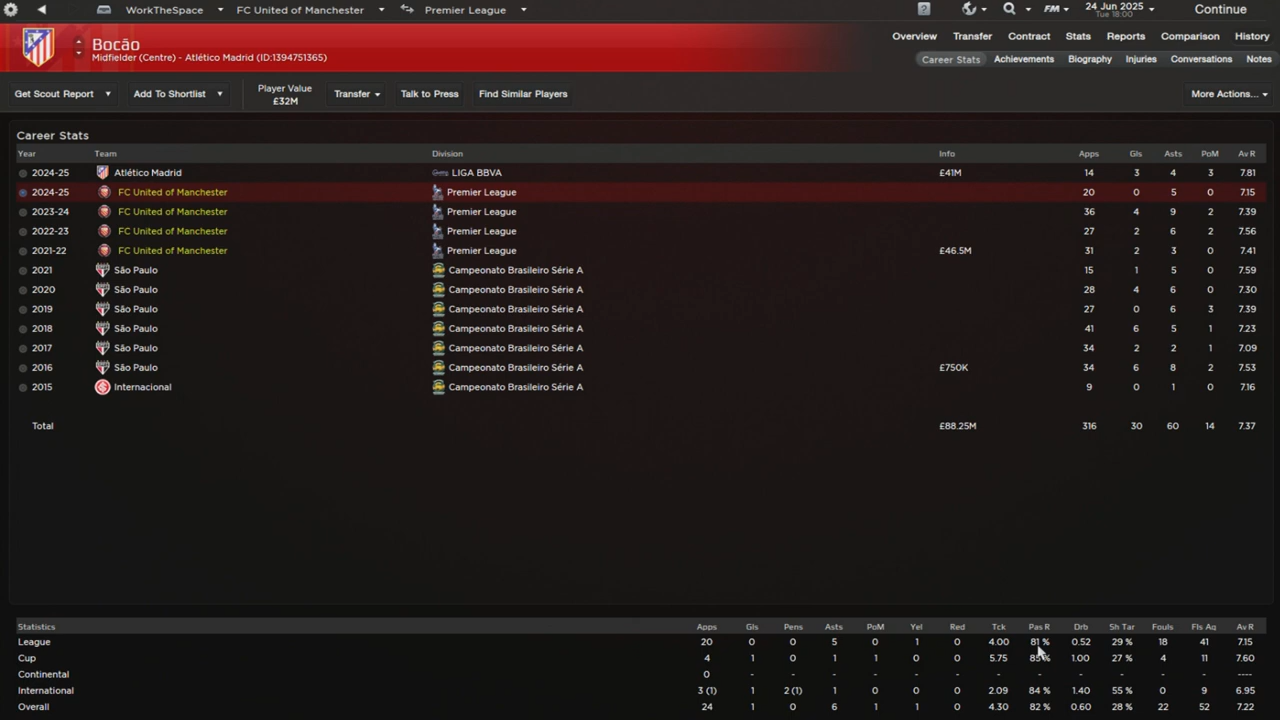 WorkTheSpace FC United of Manchester Premier League ? FM 24 Jun 2025 Tue 18:00 Continue
Bocão
Midfielder (Centre) - Atlético Madrid (ID:1394751365)
Overview Transfer Contract Stats Reports Comparison History
Career Stats Achievements Biography Injuries Conversations Notes
Get Scout Report Add To Shortlist Player Value £32M Transfer Talk to Press Find Similar Players More Actions...
Career Stats
Year Team Division Info Apps Gls Asts PoM Av R
2024-25 Atlético Madrid LIGA BBVA £41M 14 3 4 3 7.81
2024-25 FC United of Manchester Premier League 20 0 5 0 7.15
2023-24 FC United of Manchester Premier League 36 4 9 2 7.39
2022-23 FC United of Manchester Premier League 27 2 6 2 7.56
2021-22 FC United of Manchester Premier League £46.5M 31 2 3 0 7.41
2021 São Paulo Campeonato Brasileiro Série A 15 1 5 0 7.59
2020 São Paulo Campeonato Brasileiro Série A 28 4 6 0 7.30
2019 São Paulo Campeonato Brasileiro Série A 27 0 6 3 7.39
2018 São Paulo Campeonato Brasileiro Série A 41 6 5 1 7.23
2017 São Paulo Campeonato Brasileiro Série A 34 2 2 1 7.09
2016 São Paulo Campeonato Brasileiro Série A £750K 34 6 8 2 7.53
2015 Internacional Campeonato Brasileiro Série A 9 0 1 0 7.16
Total £88.25M 316 30 60 14 7.37
Statistics Apps Gls Pens Asts PoM Yel Red Tck Pas R Drb Sh Tar Fouls Fls Ag Av R
League 20 0 0 5 0 1 0 4.00 81 % 0.52 29 % 18 41 7.15
Cup 4 1 0 1 1 0 0 5.75 85 % 1.00 27 % 4 11 7.60
Continental 0 - - - - - - - - - - - - ----
International 3 (1) 1 2 (1) 1 0 0 0 2.09 84 % 1.40 55 % 0 9 6.95
Overall 24 1 0 6 1 1 0 4.30 82 % 0.60 28 % 22 52 7.22